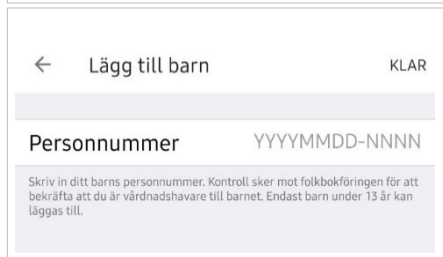 ← Lägg till barn KLAR
Personnummer YYYYMMDD-NNNN
Skriv in ditt barns personnummer. Kontroll sker mot folkbokföringen för att
bekräfta att du är vårdnadshavare till barnet. Endast barn under 13 år kan
läggas till.